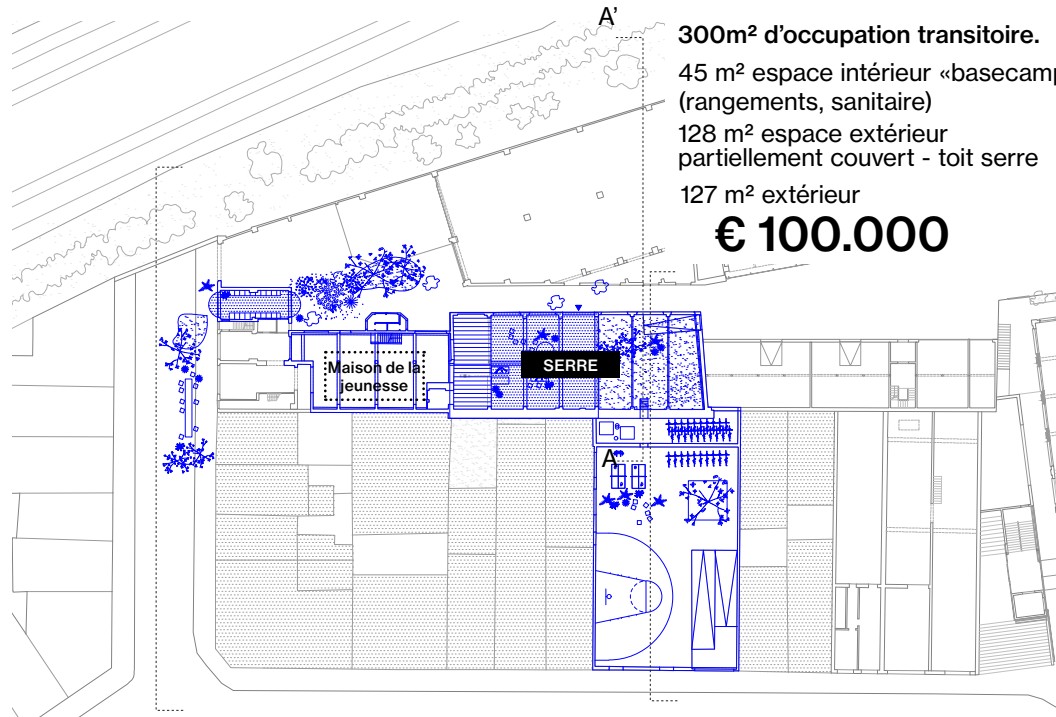 A’
300m² d’occupation transitoire.
45 m² espace intérieur «basecamp
(rangements, sanitaire)
128 m² espace extérieur
partiellement couvert - toit serre
127 m² extérieur
€ 100.000
Maison de la
jeunesse
SERRE
A